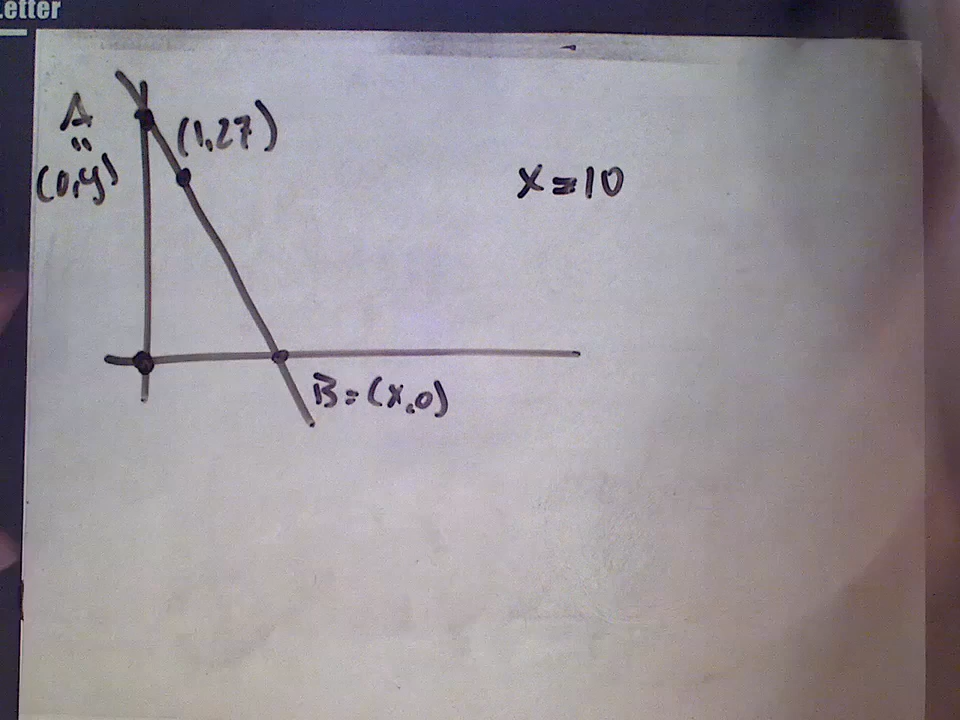 Letter
A
(1,27)
"
(0,y)
X=10
B=(x,0)